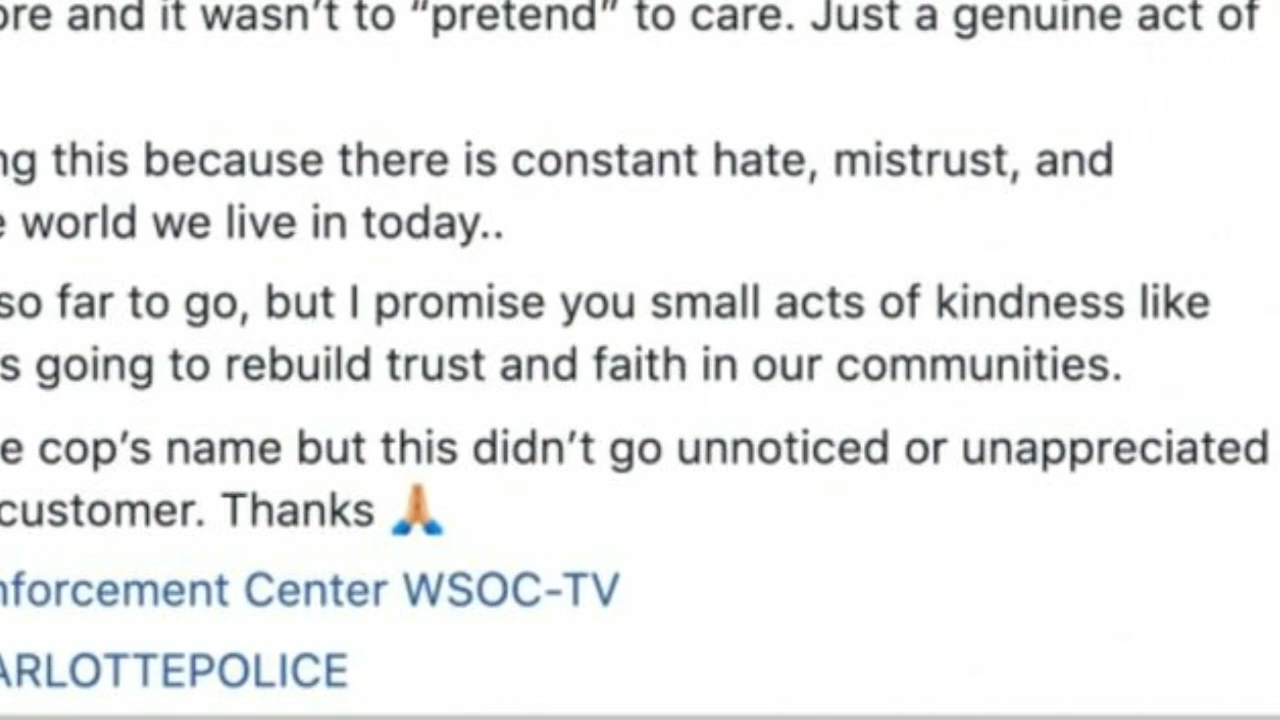 ore and it wasn’t to “pretend” to care. Just a genuine act of
ng this because there is constant hate, mistrust, and
e world we live in today..
so far to go, but I promise you small acts of kindness like
s going to rebuild trust and faith in our communities.
e cop’s name but this didn’t go unnoticed or unappreciated
customer. Thanks 🙏🏽
nforcement Center WSOC-TV
ARLOTTEPOLICE